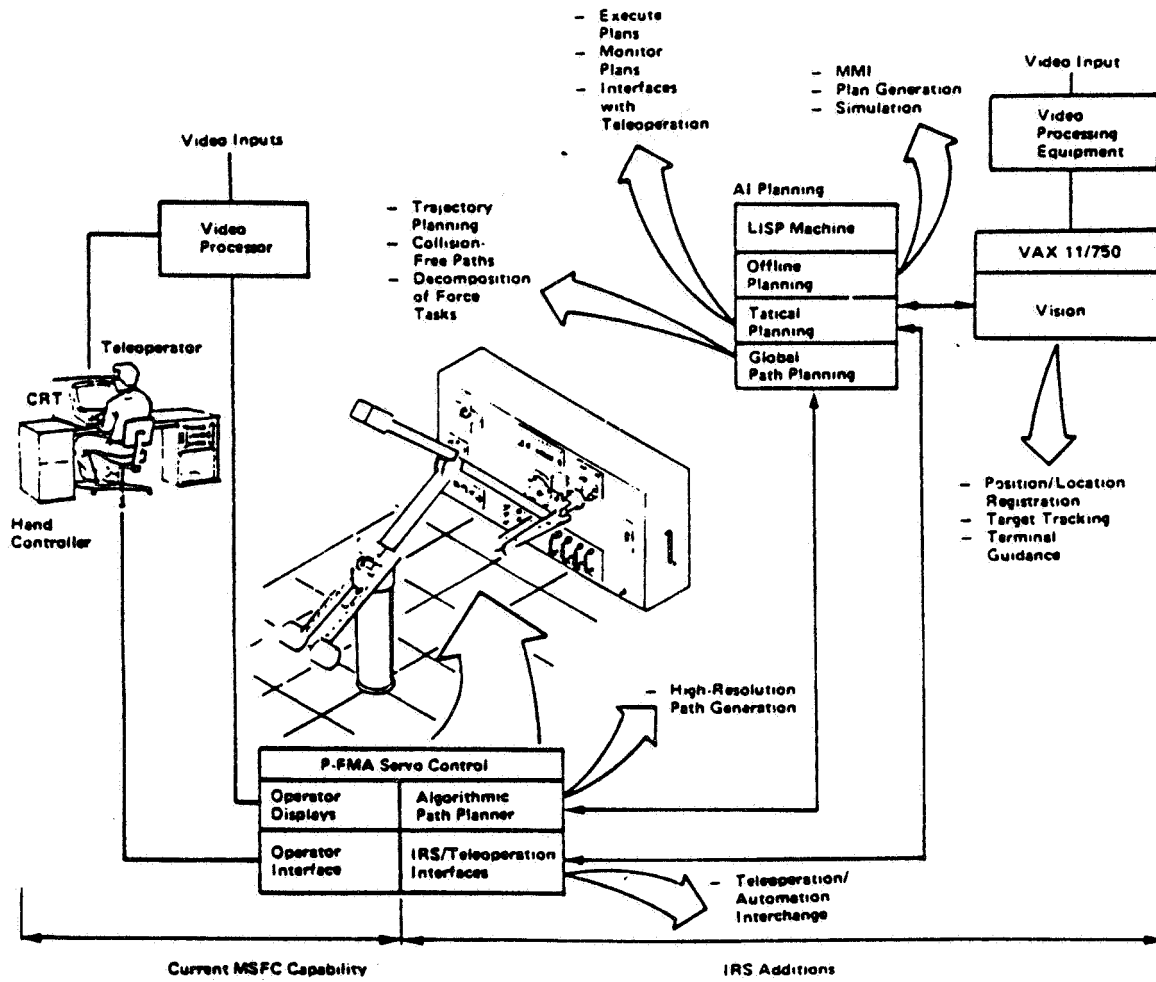 – Execute
Plans
– Monitor
Plans
– Interfaces
with
Teleoperation
– MMI
– Plan Generation
– Simulation
Video Input
Video
Processing
Equipment
Video Inputs
Video
Processor
– Trajectory
Planning
– Collision-
Free Paths
– Decomposition
of Force
Tasks
AI Planning
LISP Machine
Offline
Planning
Tatical
Planning
Global
Path Planning
VAX 11/750
Vision
Teleoperator
CRT
Hand
Controller
– Position/Location
Registration
– Target Tracking
– Terminal
Guidance
– High-Resolution
Path Generation
P-FMA Servo Control
Operator
Displays
Algorithmic
Path Planner
Operator
Interface
IRS/Teleoperation
Interfaces
– Teleoperation/
Automation
Interchange
Current MSFC Capability
IRS Additions